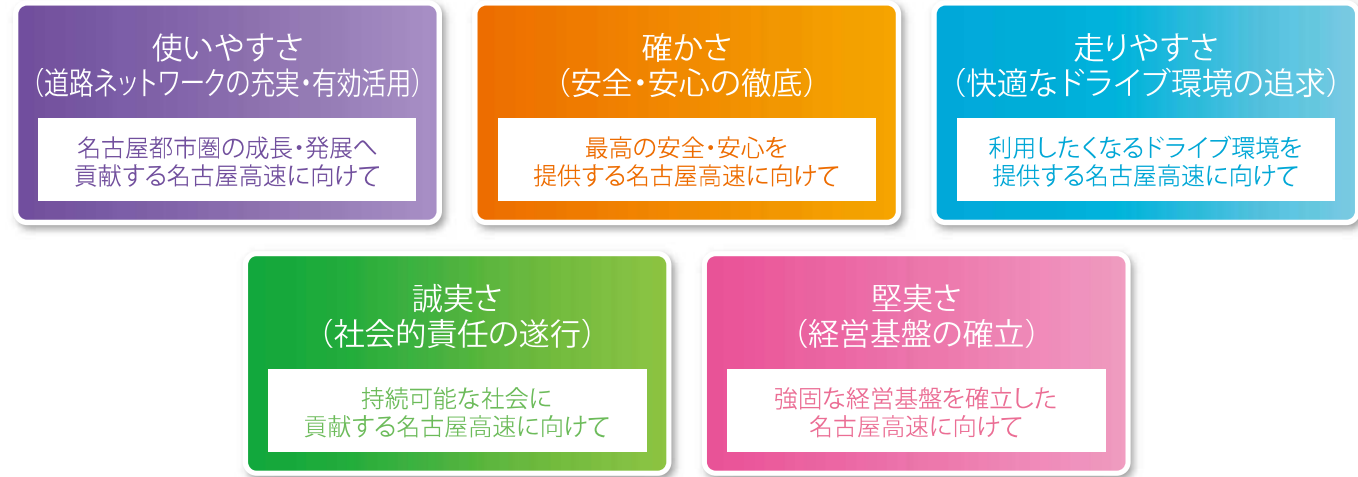 使いやすさ
（道路ネットワークの充実・有効活用）
名古屋都市圏の成長・発展へ
貢献する名古屋高速に向けて
確かさ
（安全・安心の徹底）
最高の安全・安心を
提供する名古屋高速に向けて
走りやすさ
（快適なドライブ環境の追求）
利用したくなるドライブ環境を
提供する名古屋高速に向けて
誠実さ
（社会的責任の遂行）
持続可能な社会に
貢献する名古屋高速に向けて
堅実さ
（経営基盤の確立）
強固な経営基盤を確立した
名古屋高速に向けて